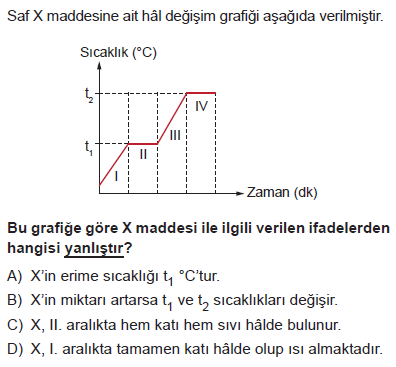 Saf X maddesine ait hâl değişim grafiği aşağıda verilmiştir.
Sıcaklık (°C)
t₂
IV
III
t₁
II
I
Zaman (dk)
Bu grafiğe göre X maddesi ile ilgili verilen ifadelerden
hangisi yanlıştır?
A) X'in erime sıcaklığı t₁ °C'tur.
B) X'in miktarı artarsa t₁ ve t₂ sıcaklıkları değişir.
C) X, II. aralıkta hem katı hem sıvı hâlde bulunur.
D) X, I. aralıkta tamamen katı hâlde olup ısı almaktadır.